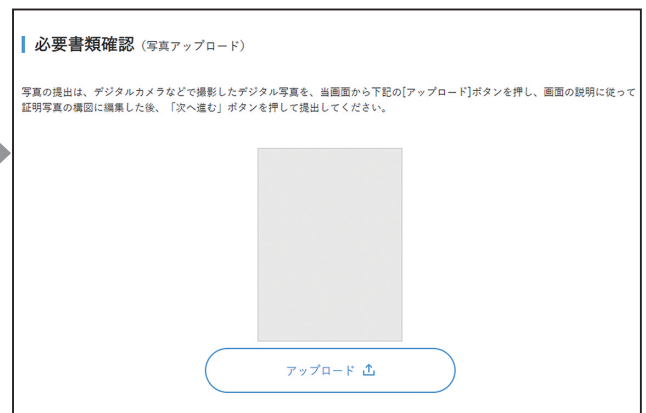 必要書類確認（写真アップロード）
写真の提出は、デジタルカメラなどで撮影したデジタル写真を、当画面から下記の[アップロード]ボタンを押し、画面の説明に従って
証明写真の構図に編集した後、「次へ進む」ボタンを押して提出してください。
アップロード